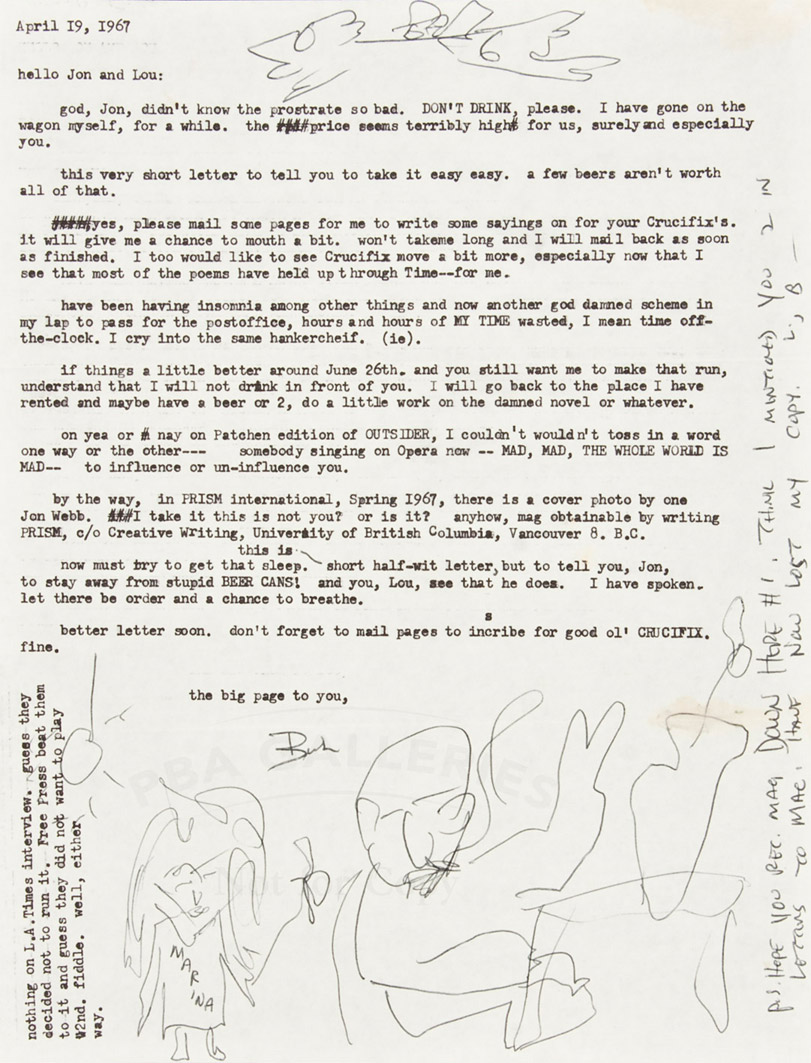 April 19, 1967
hello Jon and Lou:
god, Jon, didn't know the prostrate so bad. DON'T DRINK, please. I have gone on the
wagon myself, for a while. the ####price seems terribly high# for us, surely and especially
you.
this very short letter to tell you to take it easy easy. a few beers aren't worth
all of that.
#####yes, please mail some pages for me to write some sayings on for your Crucifix's.
it will give me a chance to mouth a bit. won't takeme long and I will mail back as soon
as finished. I too would like to see Crucifix move a bit more, especially now that I
see that most of the poems have held up through Time--for me.
have been having insomnia among other things and now another god damned scheme in
my lap to pass for the postoffice, hours and hours of MY TIME wasted, I mean time off-
the-clock. I cry into the same hankercheif. (ie).
if things a little better around June 26th. and you still want me to make that run,
understand that I will not drink in front of you. I will go back to the place I have
rented and maybe have a beer or 2, do a little work on the damned novel or whatever.
on yea or # nay on Patchen edition of OUTSIDER, I couldn't wouldn't toss in a word
one way or the other--- somebody singing on Opera now -- MAD, MAD, THE WHOLE WORLD IS
MAD-- to influence or un-influence you.
by the way, in PRISM international, Spring 1967, there is a cover photo by one
Jon Webb. ###I take it this is not you? or is it? anyhow, mag obtainable by writing
PRISM, c/o Creative Writing, University of British Columbia, Vancouver 8. B.C.
this is
now must try to get that sleep. short half-wit letter, but to tell you, Jon,
to stay away from stupid BEER CANS! and you, Lou, see that he does. I have spoken.
let there be order and a chance to breathe.
s
better letter soon. don't forget to mail pages to incribe for good ol' CRUCIFIX.
fine.
the big page to you,
Buk
MARINA
nothing on L.A.Times interview. guess they
decided not to run it. Free Press beat them
to it and guess they did not want to play
#2nd. fiddle. well, either
way.
P.S. HOPE YOU REC. MAG DOWN HERE #1. THINK I MENTIONED YOU 2 IN
LETTERS TO MAC. I HAVE NOW LOST MY COPY. L., B —
PBA GALLERIES
Not for Copy